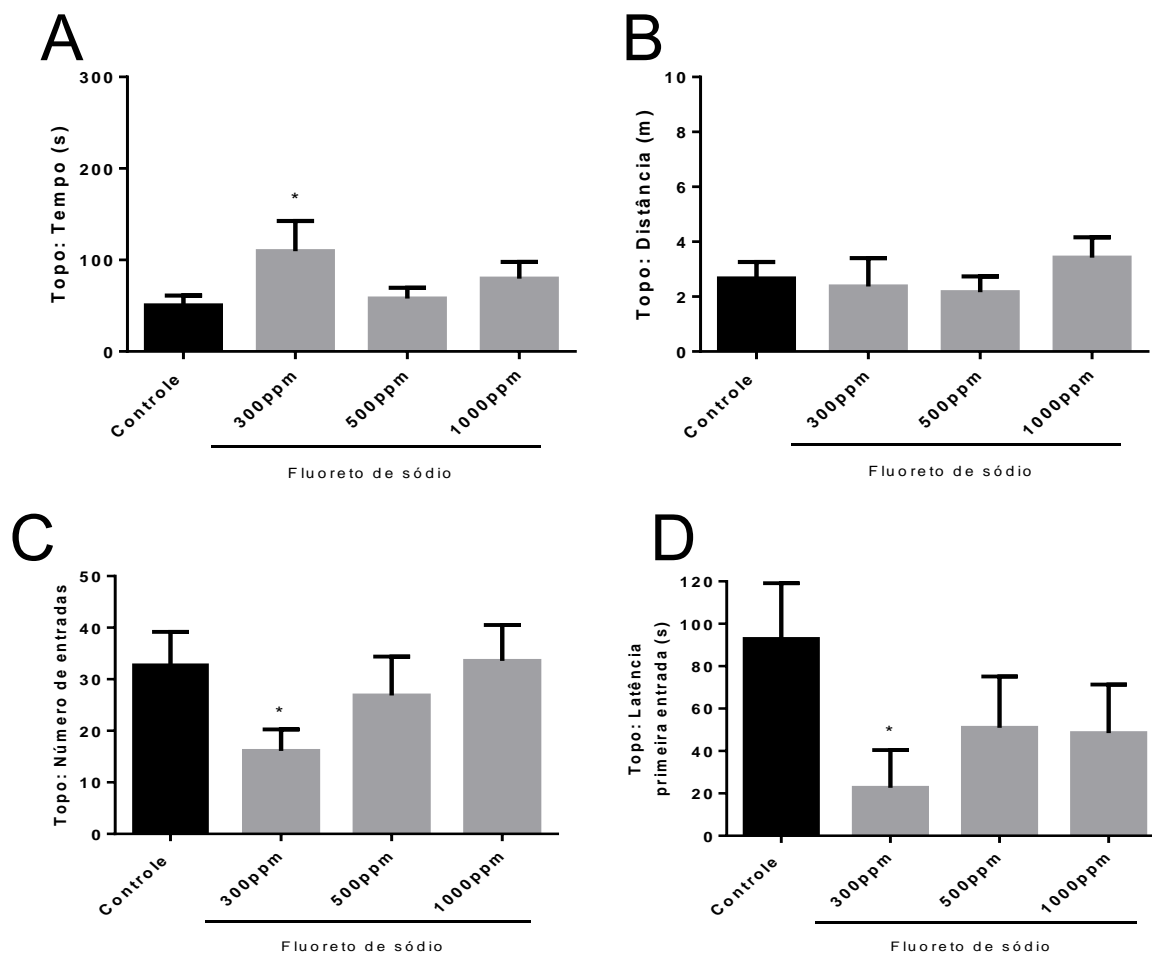 A
Topo: Tempo (s)
300
200
100
0
*
Controle
300ppm
500ppm
1000ppm
Fluoreto de sódio
B
Topo: Distância (m)
10
8
6
4
2
0
Controle
300ppm
500ppm
1000ppm
Fluoreto de sódio
C
Topo: Número de entradas
50
40
30
20
10
0
*
Controle
300ppm
500ppm
1000ppm
Fluoreto de sódio
D
Topo: Latência
primeira entrada (s)
120
100
80
60
40
20
0
*
Controle
300ppm
500ppm
1000ppm
Fluoreto de sódio